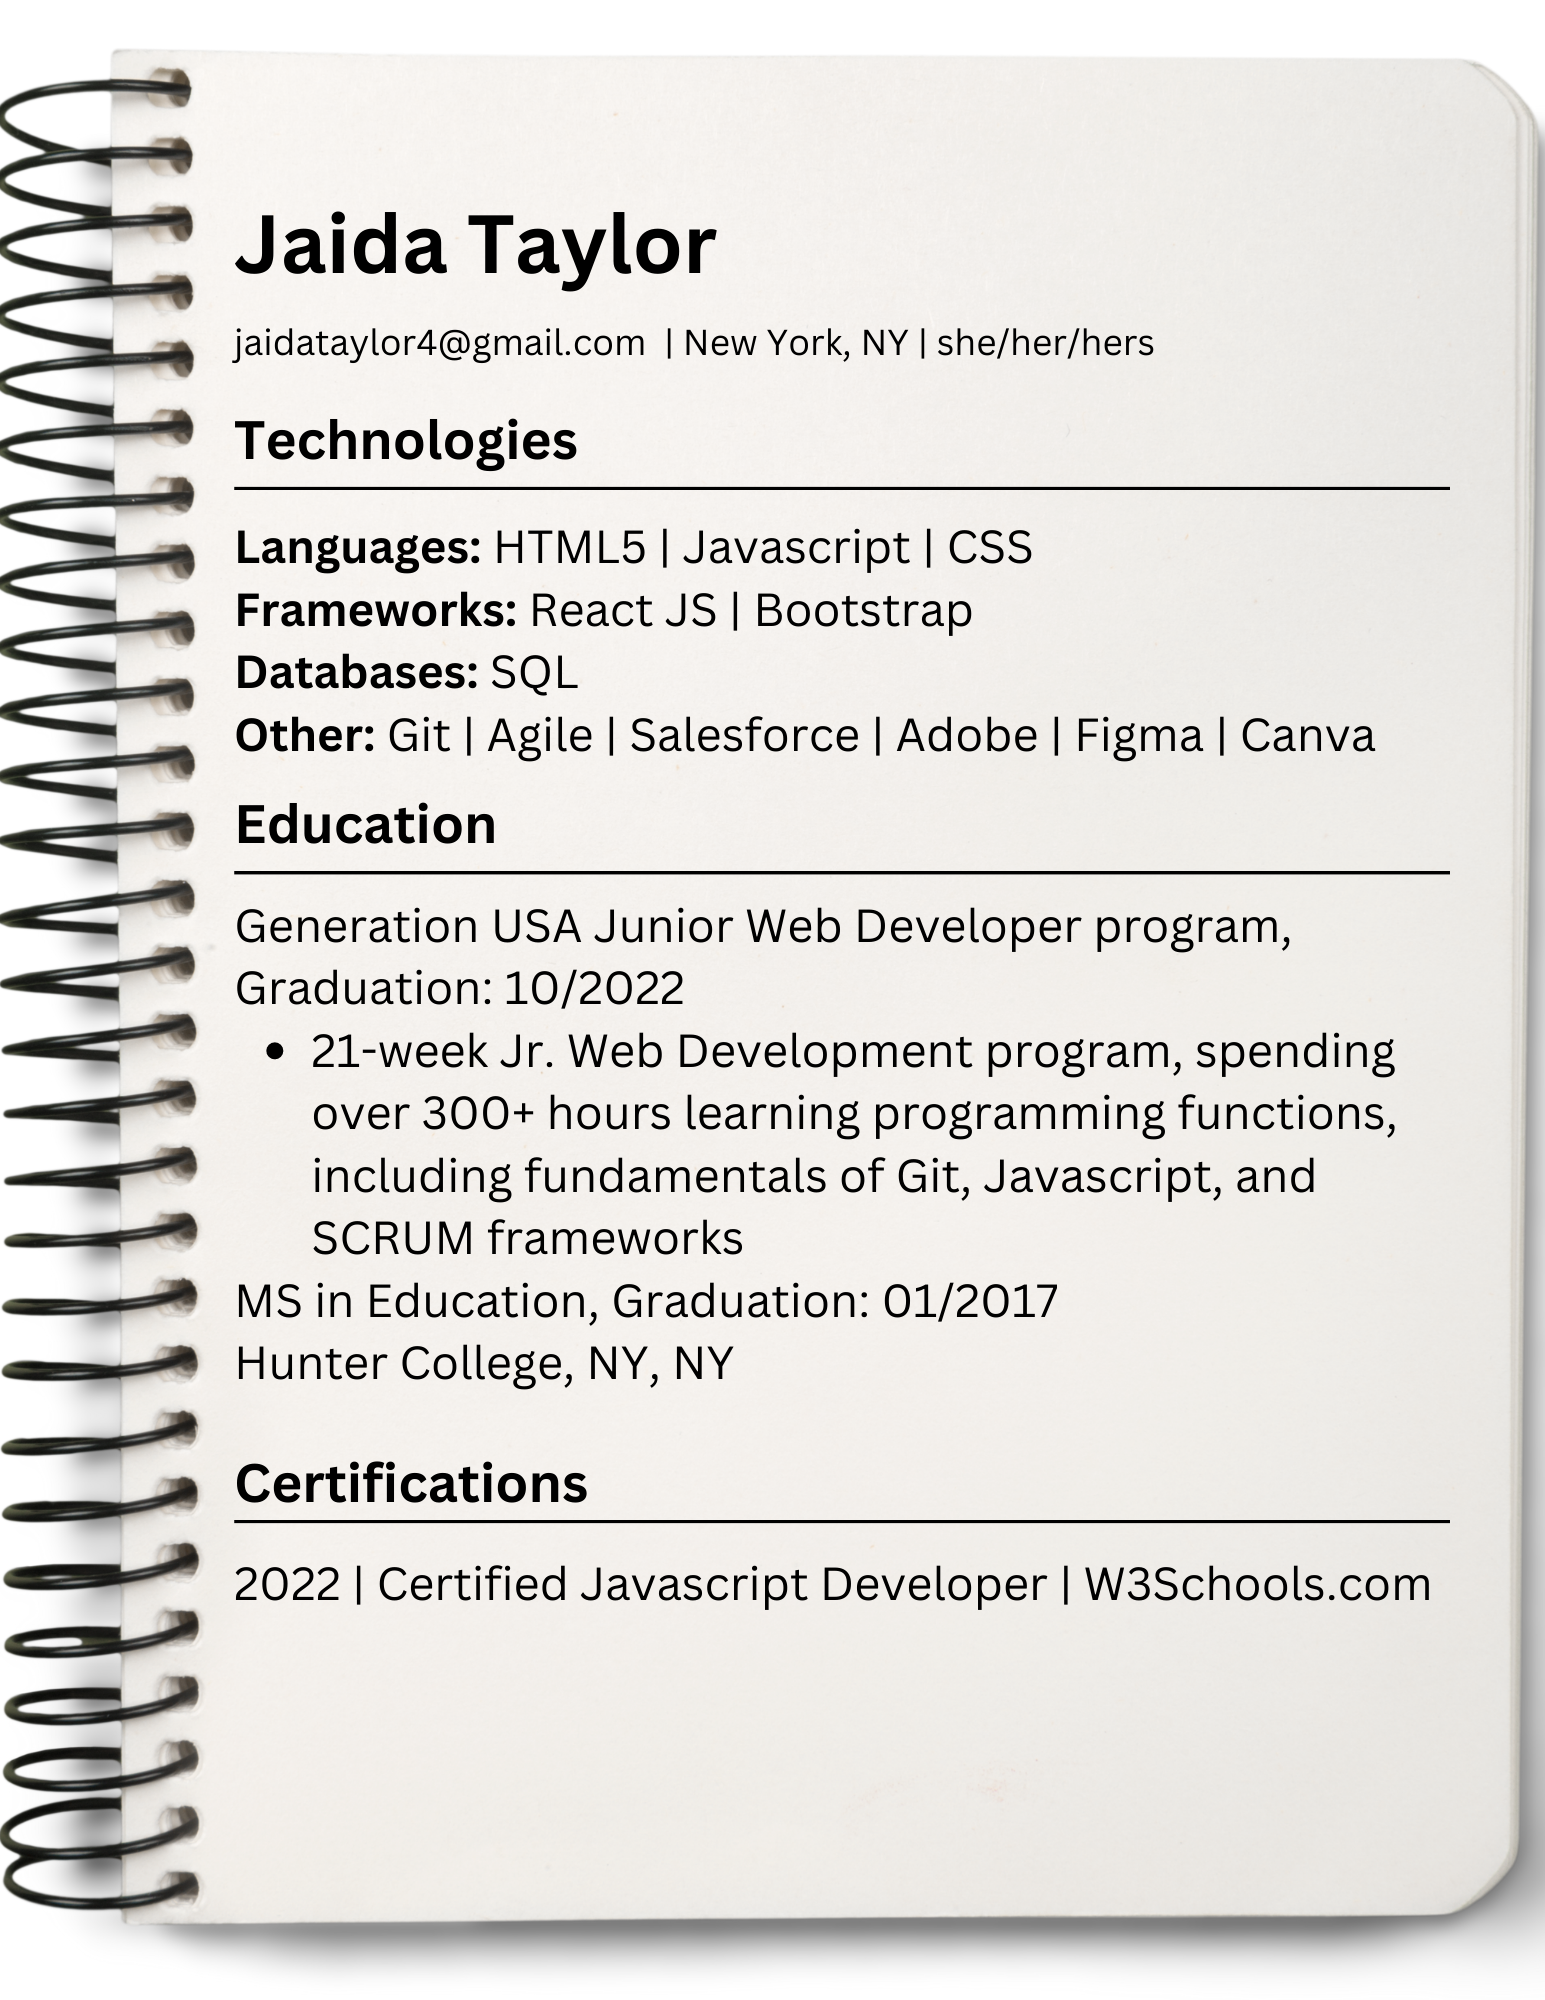 Jaida Taylor
jaidataylor4@gmail.com | New York, NY | she/her/hers
Technologies
Languages: HTML5 | Javascript | CSS
Frameworks: React JS | Bootstrap
Databases: SQL
Other: Git | Agile | Salesforce | Adobe | Figma | Canva
Education
Generation USA Junior Web Developer program,
Graduation: 10/2022
• 21-week Jr. Web Development program, spending
over 300+ hours learning programming functions,
including fundamentals of Git, Javascript, and
SCRUM frameworks
MS in Education, Graduation: 01/2017
Hunter College, NY, NY
Certifications
2022 | Certified Javascript Developer | W3Schools.com